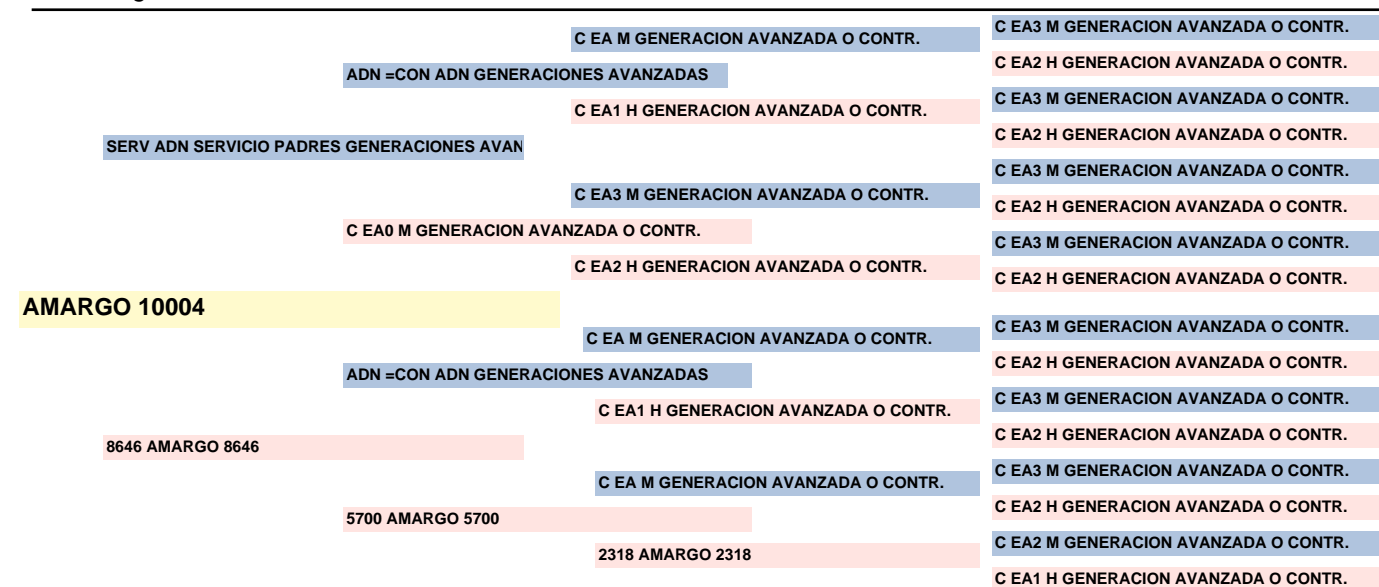 C EA3 M GENERACION AVANZADA O CONTR.
C EA M GENERACION AVANZADA O CONTR.
C EA2 H GENERACION AVANZADA O CONTR.
ADN =CON ADN GENERACIONES AVANZADAS
C EA3 M GENERACION AVANZADA O CONTR.
C EA1 H GENERACION AVANZADA O CONTR.
C EA2 H GENERACION AVANZADA O CONTR.
SERV ADN SERVICIO PADRES GENERACIONES AVAN
C EA3 M GENERACION AVANZADA O CONTR.
C EA3 M GENERACION AVANZADA O CONTR.
C EA2 H GENERACION AVANZADA O CONTR.
C EA0 M GENERACION AVANZADA O CONTR.
C EA3 M GENERACION AVANZADA O CONTR.
C EA2 H GENERACION AVANZADA O CONTR.
C EA2 H GENERACION AVANZADA O CONTR.
AMARGO 10004
C EA3 M GENERACION AVANZADA O CONTR.
C EA M GENERACION AVANZADA O CONTR.
C EA2 H GENERACION AVANZADA O CONTR.
ADN =CON ADN GENERACIONES AVANZADAS
C EA3 M GENERACION AVANZADA O CONTR.
C EA1 H GENERACION AVANZADA O CONTR.
C EA2 H GENERACION AVANZADA O CONTR.
8646 AMARGO 8646
C EA3 M GENERACION AVANZADA O CONTR.
C EA M GENERACION AVANZADA O CONTR.
C EA2 H GENERACION AVANZADA O CONTR.
5700 AMARGO 5700
C EA2 M GENERACION AVANZADA O CONTR.
2318 AMARGO 2318
C EA1 H GENERACION AVANZADA O CONTR.